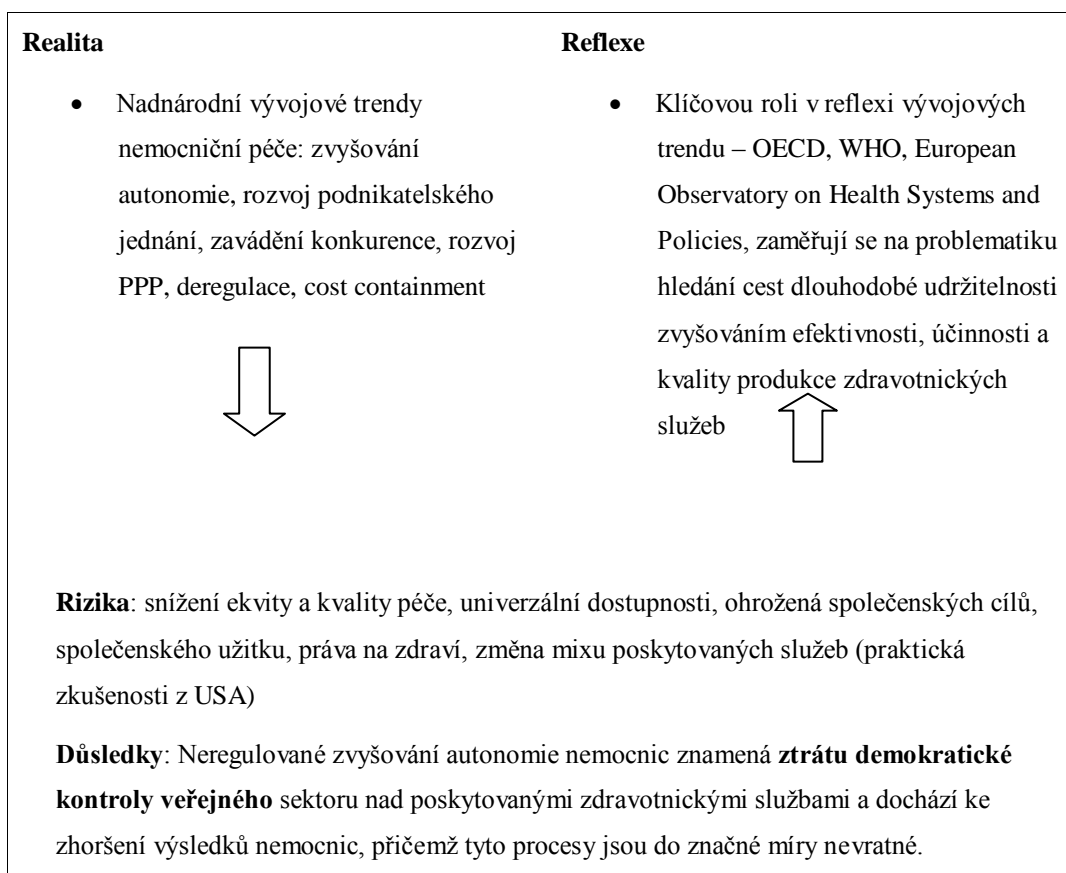 Realita
• Nadnárodní vývojové trendy
nemocniční péče: zvyšování
autonomie, rozvoj podnikatelského
jednání, zavádění konkurence, rozvoj
PPP, deregulace, cost containment
Reflexe
• Klíčovou roli v reflexi vývojových
trendu – OECD, WHO, European
Observatory on Health Systems and
Policies, zaměřují se na problematiku
hledání cest dlouhodobé udržitelnosti
zvyšováním efektivnosti, účinnosti a
kvality produkce zdravotnických
služeb
Rizika: snížení ekvity a kvality péče, univerzální dostupnosti, ohrožená společenských cílů,
společenského užitku, práva na zdraví, změna mixu poskytovaných služeb (praktická
zkušenosti z USA)
Důsledky: Neregulované zvyšování autonomie nemocnic znamená ztrátu demokratické
kontroly veřejného sektoru nad poskytovanými zdravotnickými službami a dochází ke
zhoršení výsledků nemocnic, přičemž tyto procesy jsou do značné míry nevratné.